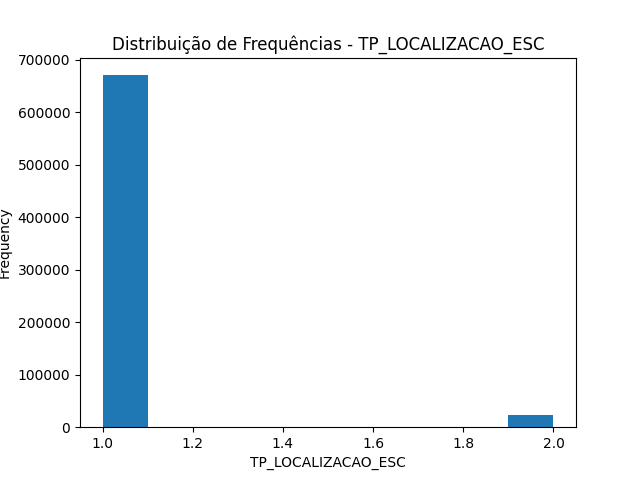 Distribuição de Frequências - TP_LOCALIZACAO_ESC
700000
600000
500000
400000
300000
200000
100000
0
Frequency
1.0 1.2 1.4 1.6 1.8 2.0
TP_LOCALIZACAO_ESC